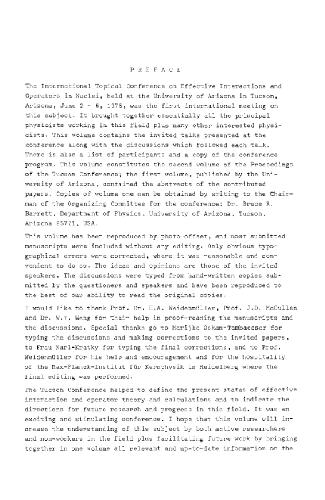 P R E F A C E
The International Topical Conference on Effective Interactions and
Operators in Nuclei, held at the University of Arizona in Tucson,
Arizona, June 2 - 6, 1975, was the first international meeting on
this subject. It brought together essentially all the principal
physicists working in this field plus many other interested physi-
cists. This volume contains the invited talks presented at the
conference along with the discussions which followed each talk.
There is also a list of participants and a copy of the conference
program. This volume constitutes the second volume of the Proceedings
of the Tucson Conference; the first volume, published by the Uni-
versity of Arizona, contained the abstracts of the contributed
papers. Copies of volume one can be obtained by writing to the Chair-
man of the Organizing Committee for the conference: Dr. Bruce R.
Barrett, Department of Physics, University of Arizona, Tucson,
Arizona 85721, USA.
This volume has been reproduced by photo-offset, and most submitted
manuscripts were included without any editing. Only obvious typo-
graphical errors were corrected, where it was reasonable and con-
venient to do so. The ideas and opinions are those of the invited
speakers. The discussions were typed from hand-written copies sub-
mitted by the questioners and speakers and have been reproduced to
the best of our ability to read the original copies.
I would like to thank Prof. Dr. H.A. Weidenmüller, Prof. J.D. McCullen
and Dr. W.Y. Wang for their help in proof-reading the manuscripts and
the discussions. Special thanks go to Marijke Oskam-Tamboezer for
typing the discussions and making corrections to the invited papers,
to Frau Karl-Kratky for typing the final corrections, and to Prof.
Weidenmüller for his help and encouragement and for the hospitality
of the Max-Planck-Institut für Kernphysik in Heidelberg where the
final editing was performed.
The Tucson Conference helped to define the present status of effective
interaction and operator theory and calculations and to indicate the
directions for future research and progress in this field. It was an
exciting and stimulating conference. I hope that this volume will in-
crease the understanding of this subject by both active researchers
and non-workers in the field plus facilitating future work by bringing
together in one volume all relevant and up-to-date information on the